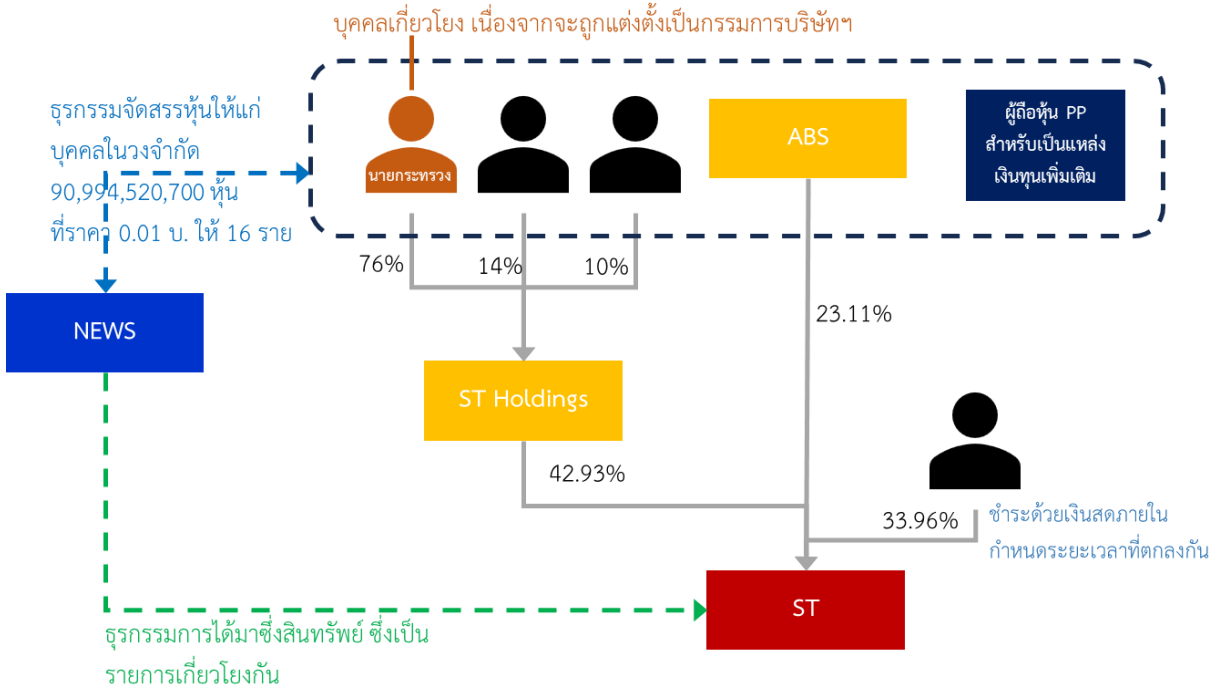 บุคคลเกี่ยวโยง เนื่องจากจะถูกแต่งตั้งเป็นกรรมการบริษัทฯ
ธุรกรรมจัดสรรหุ้นให้แก่
บุคคลในวงจำกัด
90,994,520,700 หุ้น
ที่ราคา 0.01 บ. ให้ 16 ราย
นายกระทรวง
ABS
ผู้ถือหุ้น PP
สำหรับเป็นแหล่ง
เงินทุนเพิ่มเติม
76%
14%
10%
23.11%
NEWS
ST Holdings
42.93%
33.96%
ชำระด้วยเงินสดภายใน
กำหนดระยะเวลาที่ตกลงกัน
ST
ธุรกรรมการได้มาซึ่งสินทรัพย์ ซึ่งเป็น
รายการเกี่ยวโยงกัน